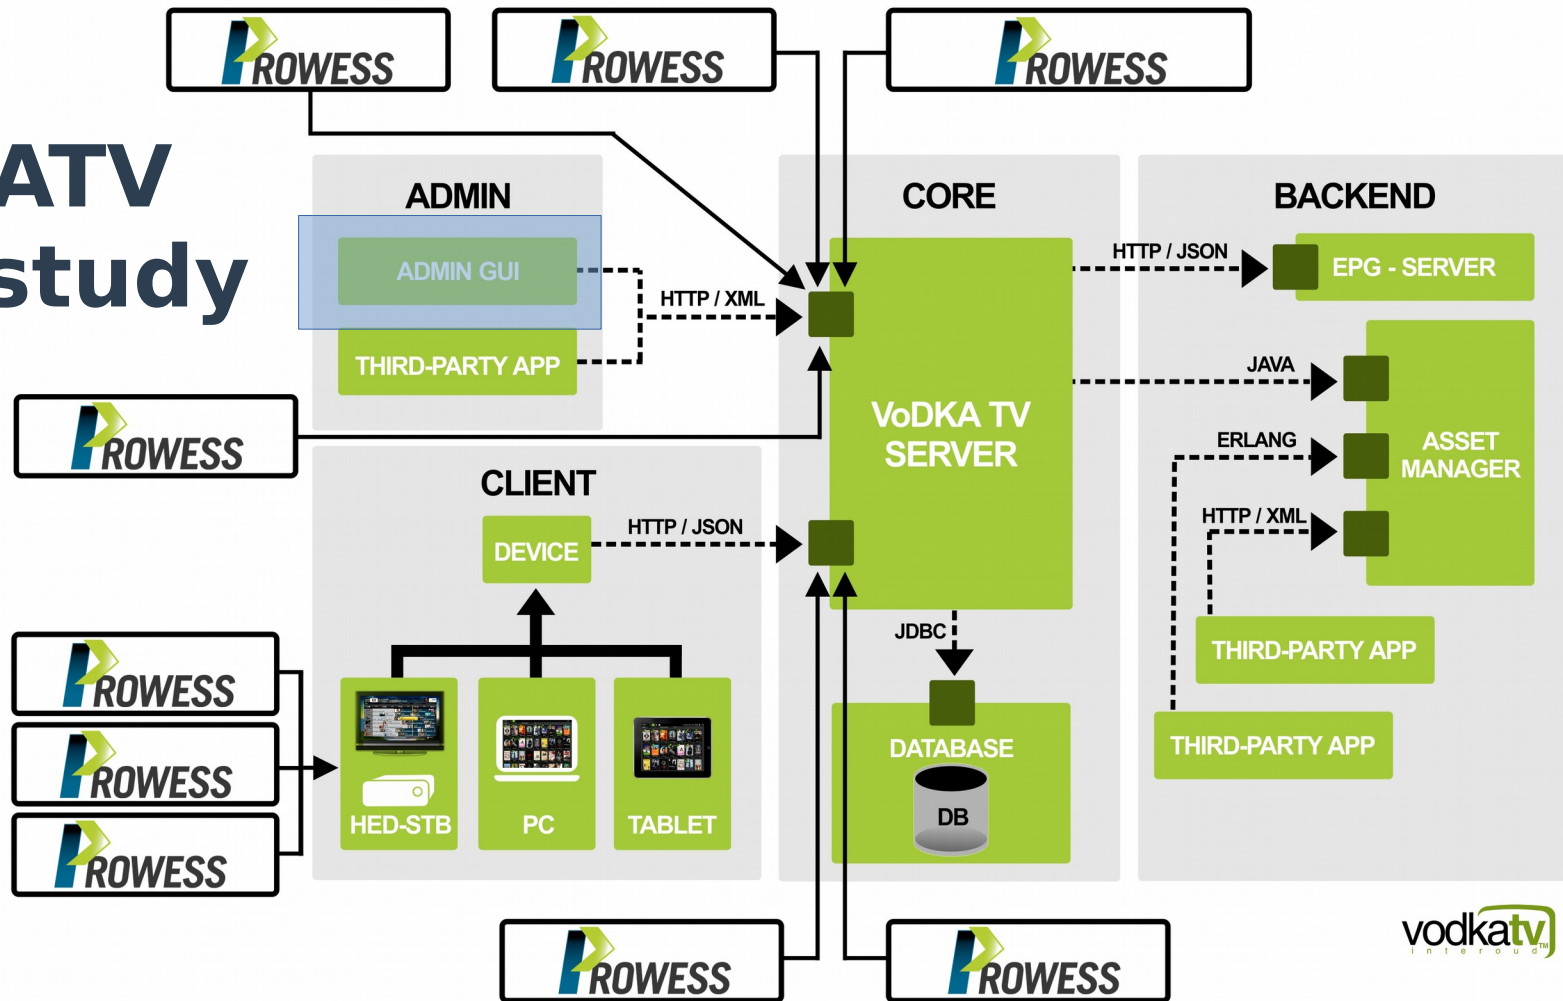 PROWESS
PROWESS
PROWESS
ATV
study
ADMIN
CORE
BACKEND
ADMIN GUI
HTTP / XML
THIRD-PARTY APP
HTTP / JSON
EPG - SERVER
JAVA
VoDKA TV
SERVER
ERLANG
ASSET
MANAGER
HTTP / XML
PROWESS
CLIENT
DEVICE
HTTP / JSON
JDBC
THIRD-PARTY APP
THIRD-PARTY APP
DATABASE
DB
PROWESS
PROWESS
PROWESS
HED-STB
PC
TABLET
PROWESS
PROWESS
vodkatv TM
interoud